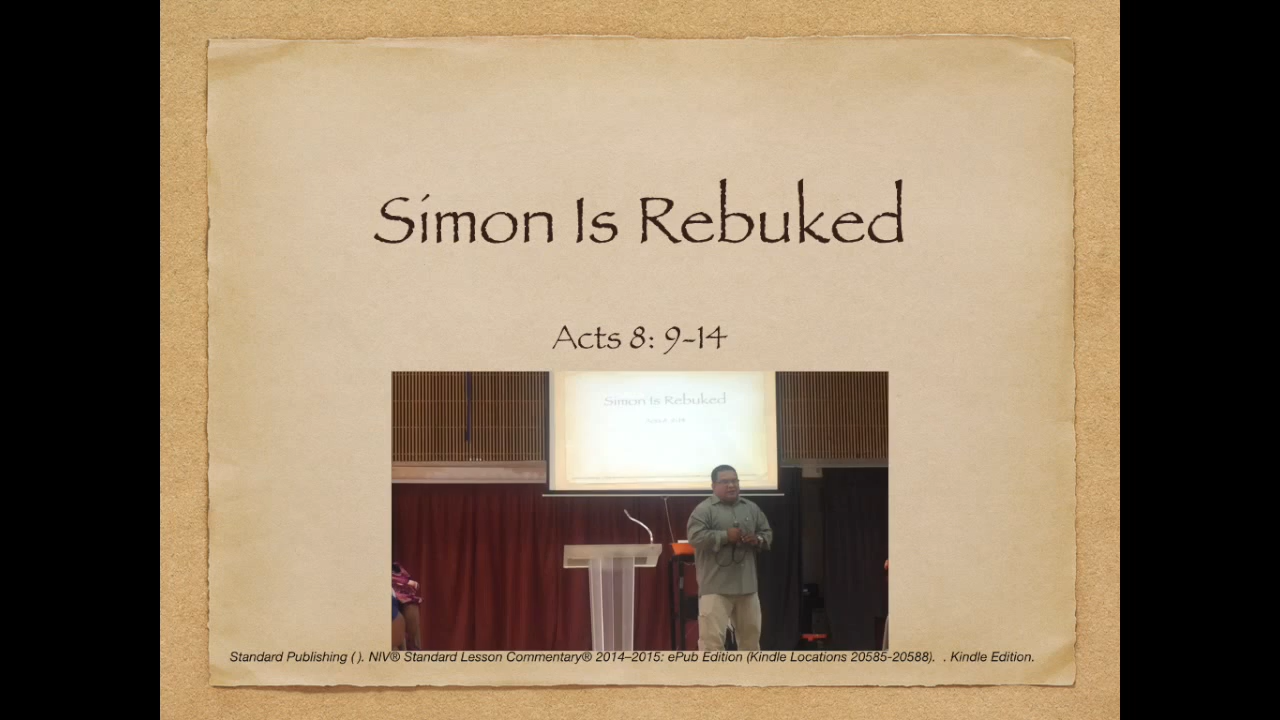 Simon Is Rebuked
Acts 8: 9-14
Simon Is Rebuked
Standard Publishing ( ). NIV® Standard Lesson Commentary® 2014–2015: ePub Edition (Kindle Locations 20585-20588). . Kindle Edition.